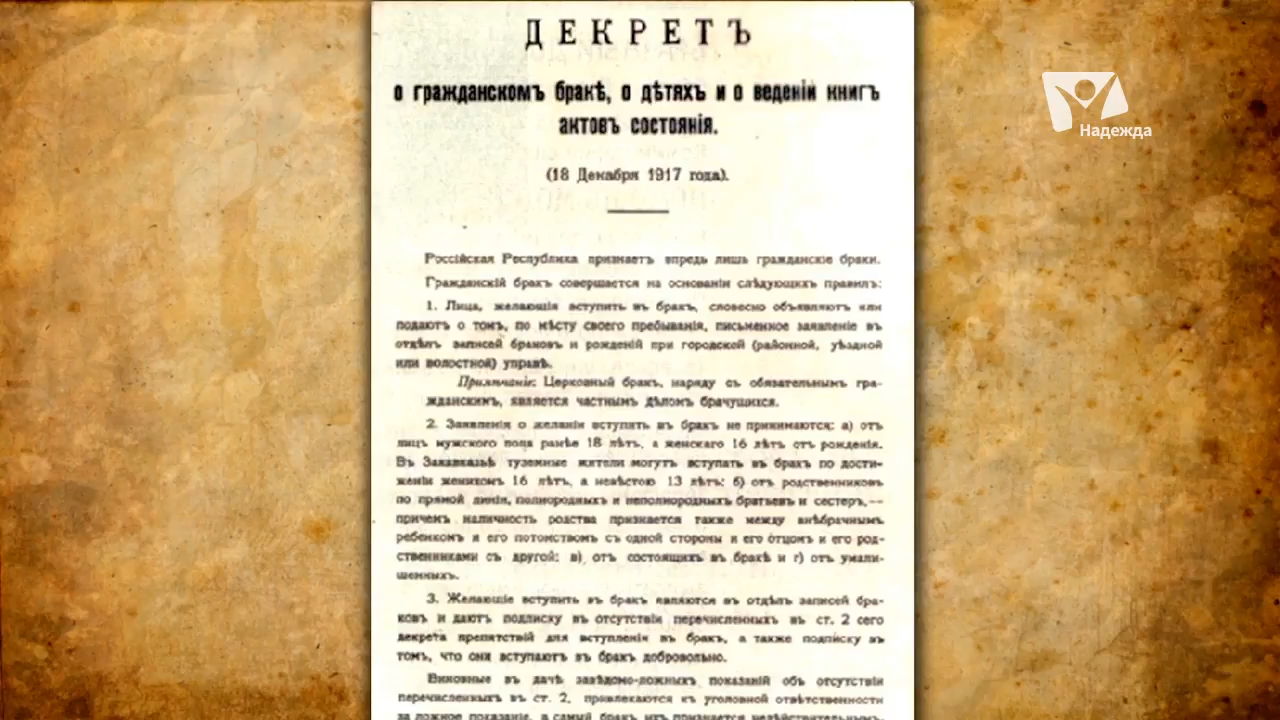 ДЕКРЕТЪ
о гражданскомъ бракѣ, о дѣтяхъ и о веденіи книгъ
актовъ состоянія.
(18 Декабря 1917 года).
Надежда
Россійская Республика признаетъ впредь лишь гражданскіе браки.
Гражданскій бракъ совершается на основаніи слѣдующихъ правилъ:
1. Лица, желающія вступить въ бракъ, словесно объявляютъ или
подаютъ о томъ, по мѣсту своего пребыванія, письменное заявленіе въ
отдѣлъ записей браковъ и рожденій при городской (районной, уѣздной
или волостной) управѣ.
Примѣчаніе: Церковный бракъ, наряду съ обязательнымъ гра-
жданскимъ, является частнымъ дѣломъ брачущихся.
2. Заявленія о желаніи вступить въ бракъ не принимаются: а) отъ
лицъ мужского пола ранѣе 18 лѣтъ, а женскаго 16 лѣтъ отъ рожденія.
Въ Закавказьѣ туземные жители могутъ вступать въ бракъ по дости-
женіи женихомъ 16 лѣтъ, а невѣстою 13 лѣтъ; б) отъ родственниковъ
по прямой линіи, полнородныхъ и неполнородныхъ братьевъ и сестеръ,—
причемъ наличность родства признается также между внѣбрачнымъ
ребенкомъ и его потомствомъ съ одной стороны и его отцомъ и его род-
ственниками съ другой; в) отъ состоящихъ въ бракѣ и г) отъ умали-
шенныхъ.
3. Желающіе вступить въ бракъ являются въ отдѣлъ записей бра-
ковъ и даютъ подписку въ отсутствіи перечисленныхъ въ ст. 2 сего
декрета препятствій для вступленія въ бракъ, а также подписку въ
томъ, что они вступаютъ въ бракъ добровольно.
Виновные въ дачѣ завѣдомо-ложныхъ показаній объ отсутствіи
перечисленныхъ въ ст. 2, привлекаются къ уголовной отвѣтственности
за ложное показаніе, а самый бракъ ихъ признается недѣйствительнымъ.